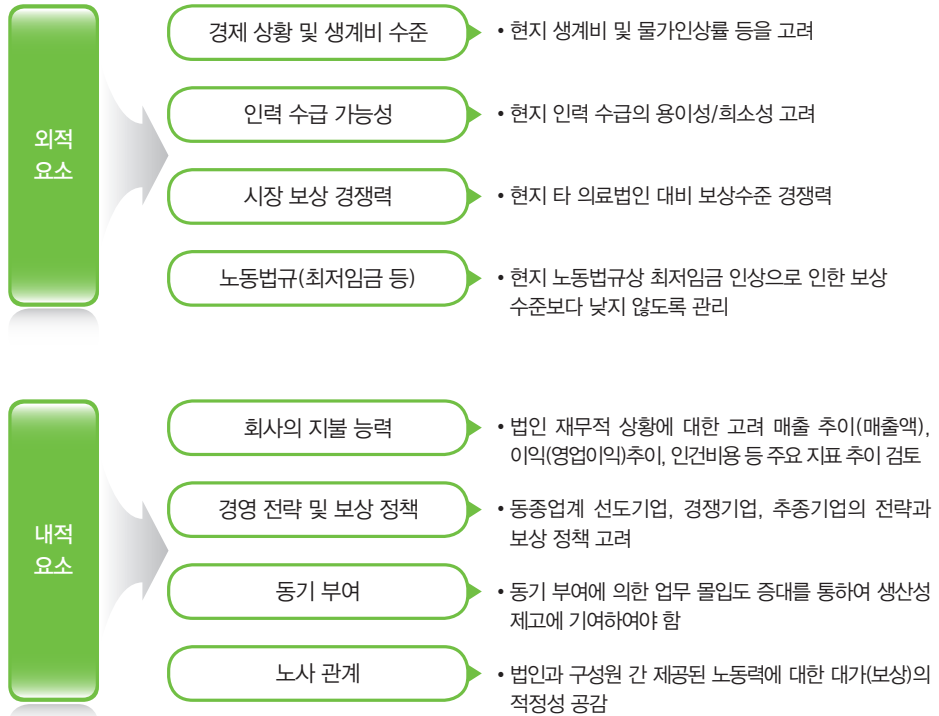 외적
요소
경제 상황 및 생계비 수준
• 현지 생계비 및 물가인상률 등을 고려
인력 수급 가능성
• 현지 인력 수급의 용이성/희소성 고려
시장 보상 경쟁력
• 현지 타 의료법인 대비 보상수준 경쟁력
노동법규(최저임금 등)
• 현지 노동법규상 최저임금 인상으로 인한 보상
수준보다 낮지 않도록 관리
내적
요소
회사의 지불 능력
• 법인 재무적 상황에 대한 고려 매출 추이(매출액),
이익(영업이익)추이, 인건비용 등 주요 지표 추이 검토
경영 전략 및 보상 정책
• 동종업계 선도기업, 경쟁기업, 추종기업의 전략과
보상 정책 고려
동기 부여
• 동기 부여에 의한 업무 몰입도 증대를 통하여 생산성
제고에 기여하여야 함
노사 관계
• 법인과 구성원 간 제공된 노동력에 대한 대가(보상)의
적정성 공감